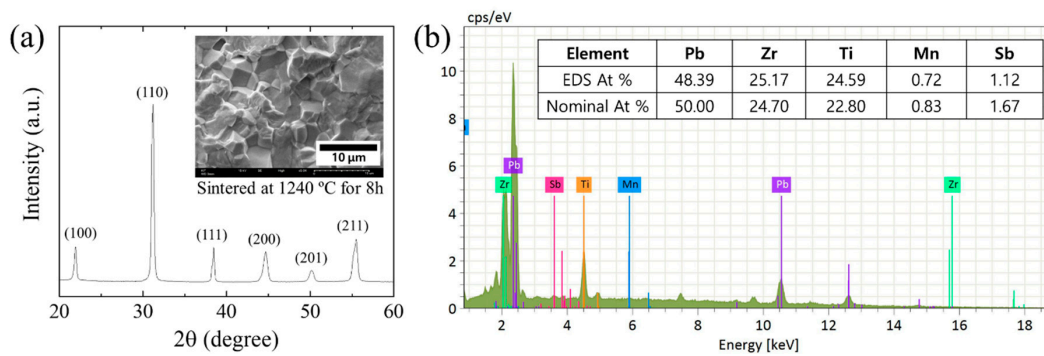 (a)
Intensity (a.u.)
(100)
(110)
(111)
(200)
(201)
(211)
10 μm
Sintered at 1240 ºC for 8h
20 30 40 50 60
2θ (degree)
(b)
cps/eV
Element Pb Zr Ti Mn Sb
EDS At % 48.39 25.17 24.59 0.72 1.12
Nominal At % 50.00 24.70 22.80 0.83 1.67
10
8
6
4
2
0
Zr Pb Sb Ti Mn Pb Zr
2 4 6 8 10 12 14 16 18
Energy [keV]